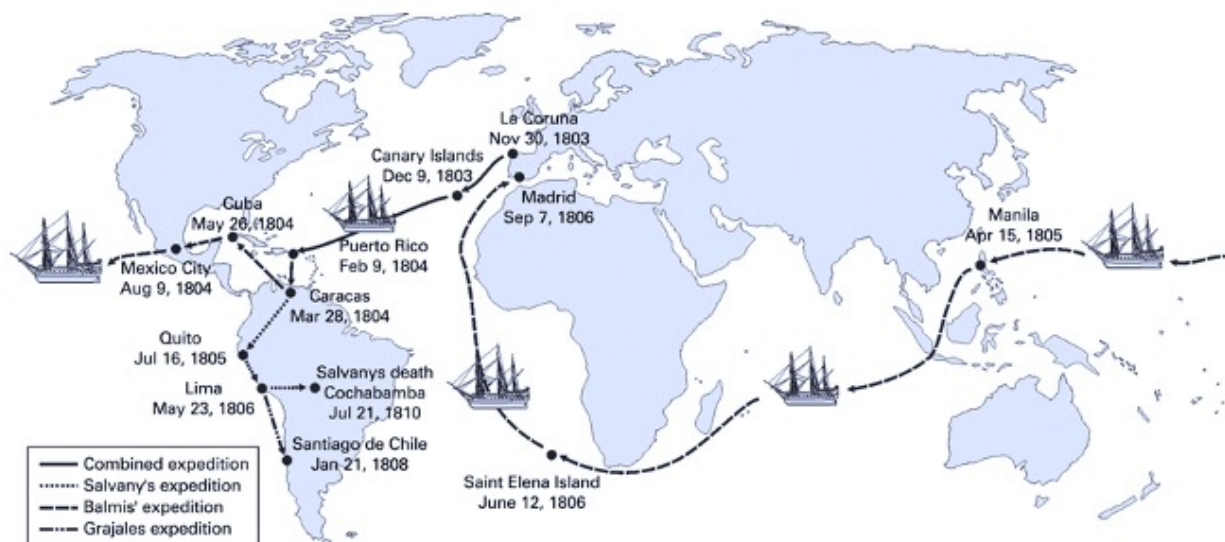 La Coruna
Nov 30, 1803
Canary Islands
Dec 9, 1803
Madrid
Sep 7, 1806
Cuba
May 26, 1804
Manila
Apr 15, 1805
Puerto Rico
Feb 9, 1804
Mexico City
Aug 9, 1804
Caracas
Mar 28, 1804
Quito
Jul 16, 1805
Lima
May 23, 1806
Salvanys death
Cochabamba
Jul 21, 1810
Santiago de Chile
Jan 21, 1808
Saint Elena Island
June 12, 1806
Combined expedition
Salvany's expedition
Balmis' expedition
Grajales expedition